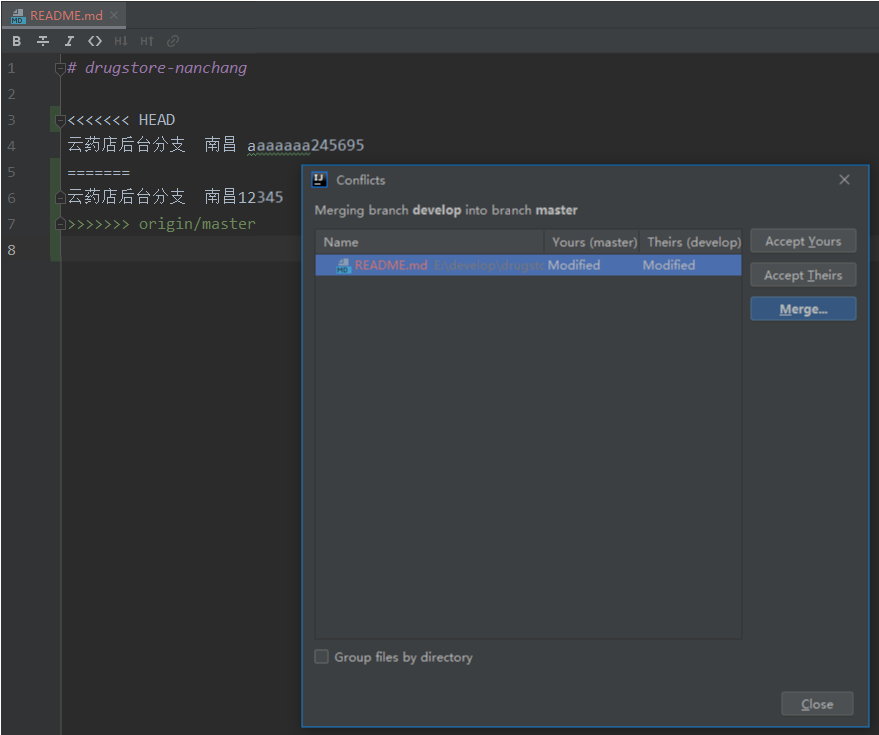 README.md
B I <> H↓ H↑
1 # drugstore-nanchang
2
3 <<<<<<< HEAD
4 云药店后台分支 南昌 aaaaaaa245695
5 =======
6 云药店后台分支 南昌12345
7 >>>>>>> origin/master
8
Conflicts
Merging branch develop into branch master
Name Yours (master) Theirs (develop)
README.md E:\develop\drugstc Modified Modified
Accept Yours
Accept Theirs
Merge...
Group files by directory
Close